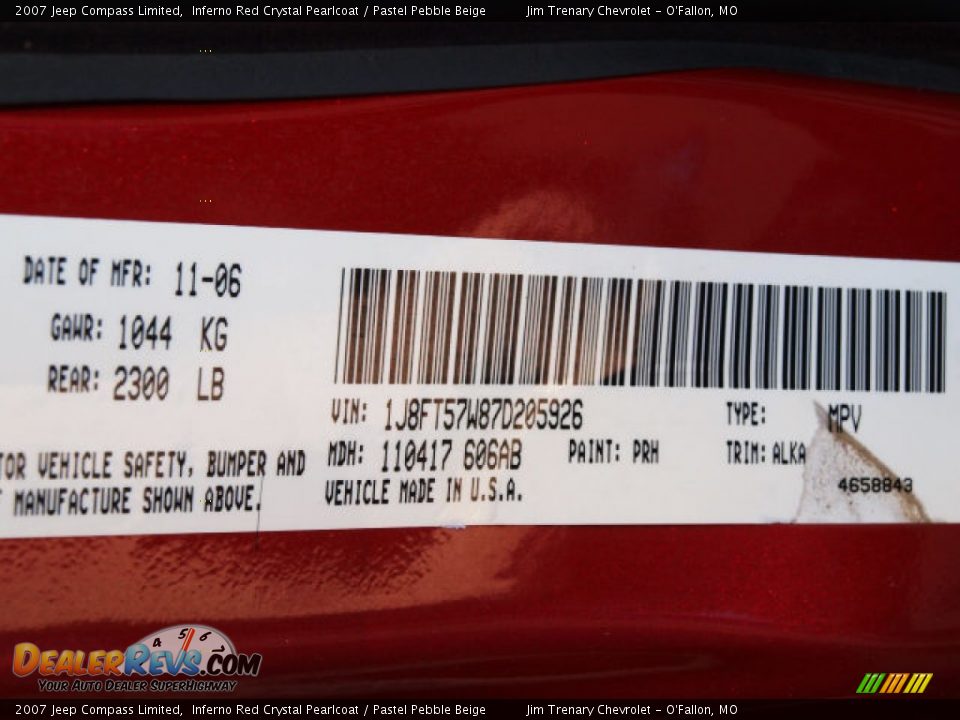 2007 Jeep Compass Limited, Inferno Red Crystal Pearlcoat / Pastel Pebble Beige Jim Trenary Chevrolet - O'Fallon, MO
DATE OF MFR: 11-06
GAWR: 1044 KG
REAR: 2300 LB
TOR VEHICLE SAFETY, BUMPER AND
MANUFACTURE SHOWN ABOVE.
VIN: 1J8FT57W87D205926 TYPE: MPV
MDH: 110417 606AB PAINT: PRH TRIM: ALKA
VEHICLE MADE IN U.S.A. 4658843
4 5 6
DEALERREVS.COM
YOUR AUTO DEALER SUPERHIGHWAY
2007 Jeep Compass Limited, Inferno Red Crystal Pearlcoat / Pastel Pebble Beige Jim Trenary Chevrolet - O'Fallon, MO